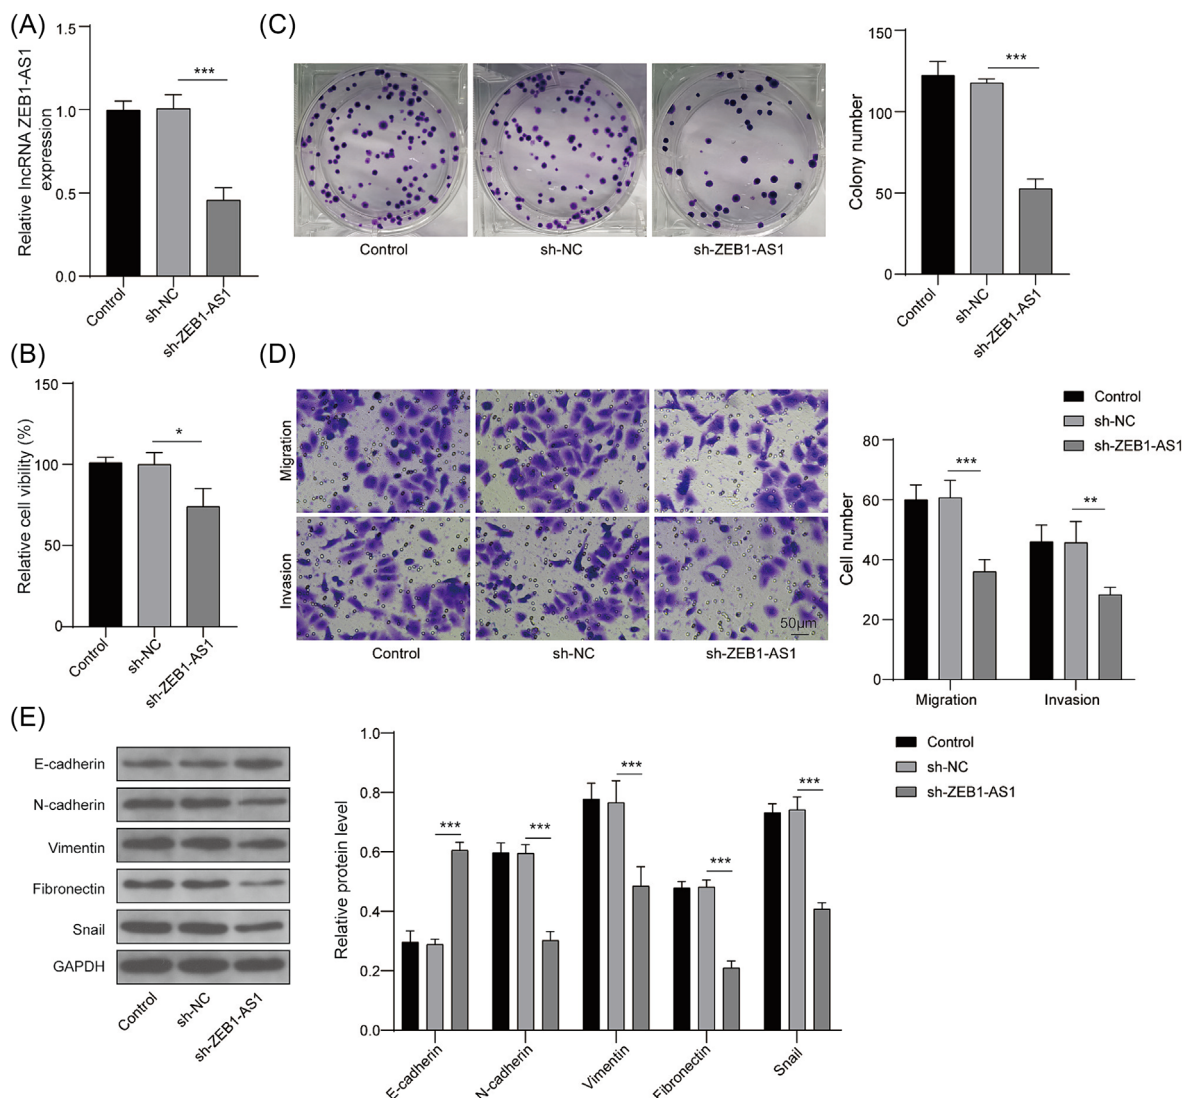 (A)
Relative lncRNA ZEB1-AS1
expression
1.5
1.0
0.5
0.0
***
Control
sh-NC
sh-ZEB1-AS1
(C)
Control
sh-NC
sh-ZEB1-AS1
Colony number
150
100
50
0
***
Control
sh-NC
sh-ZEB1-AS1
(B)
Relative cell vibility (%)
150
100
50
0
*
Control
sh-NC
sh-ZEB1-AS1
(D)
Migration
Invasion
50μm
Control
sh-NC
sh-ZEB1-AS1
Control
sh-NC
sh-ZEB1-AS1
Cell number
80
60
40
20
0
***
**
Migration
Invasion
(E)
E-cadherin
N-cadherin
Vimentin
Fibronectin
Snail
GAPDH
Control
sh-NC
sh-ZEB1-AS1
Relative protein level
1.0
0.8
0.6
0.4
0.2
0.0
***
***
***
***
***
E-cadherin
N-cadherin
Vimentin
Fibronectin
Snail
Control
sh-NC
sh-ZEB1-AS1